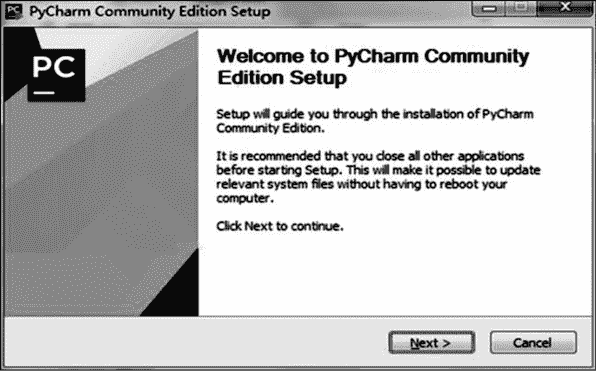 PyCharm Community Edition Setup
PC
Welcome to PyCharm Community
Edition Setup
Setup will guide you through the installation of PyCharm
Community Edition.
It is recommended that you close all other applications
before starting Setup. This will make it possible to update
relevant system files without having to reboot your
computer.
Click Next to continue.
Next >
Cancel